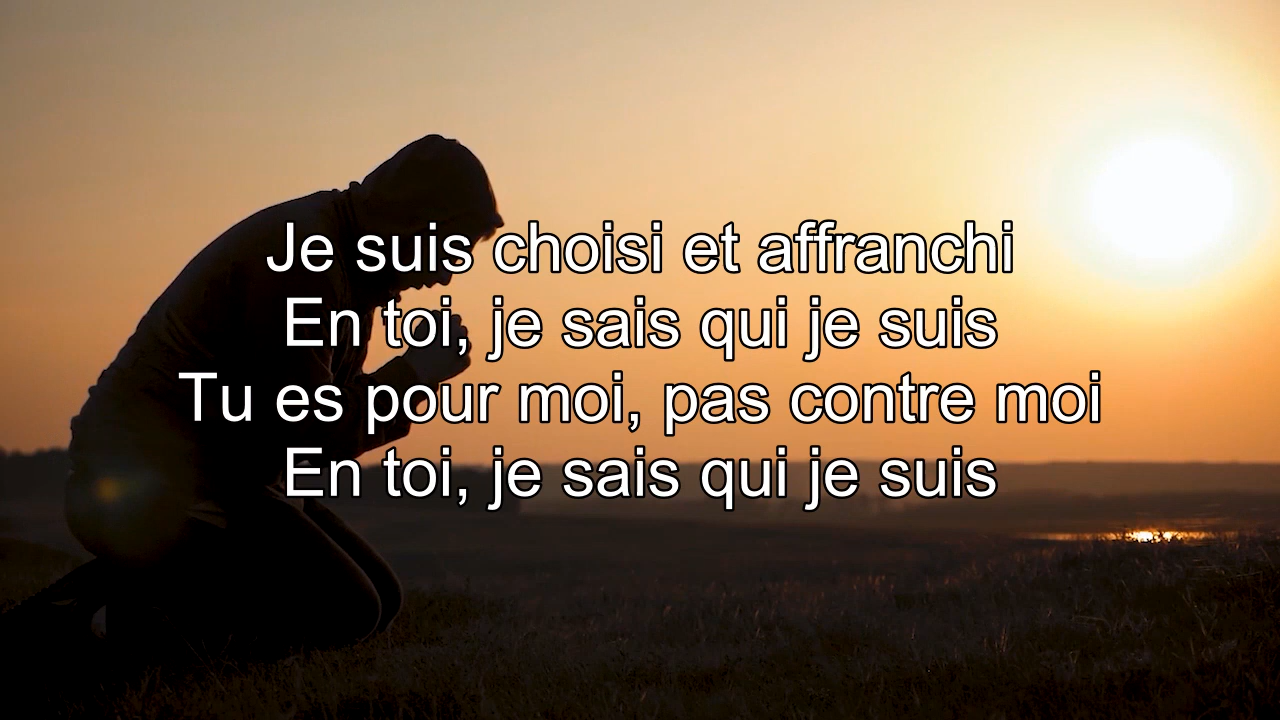 Je suis choisi et affranchi
En toi, je sais qui je suis
Tu es pour moi, pas contre moi
En toi, je sais qui je suis